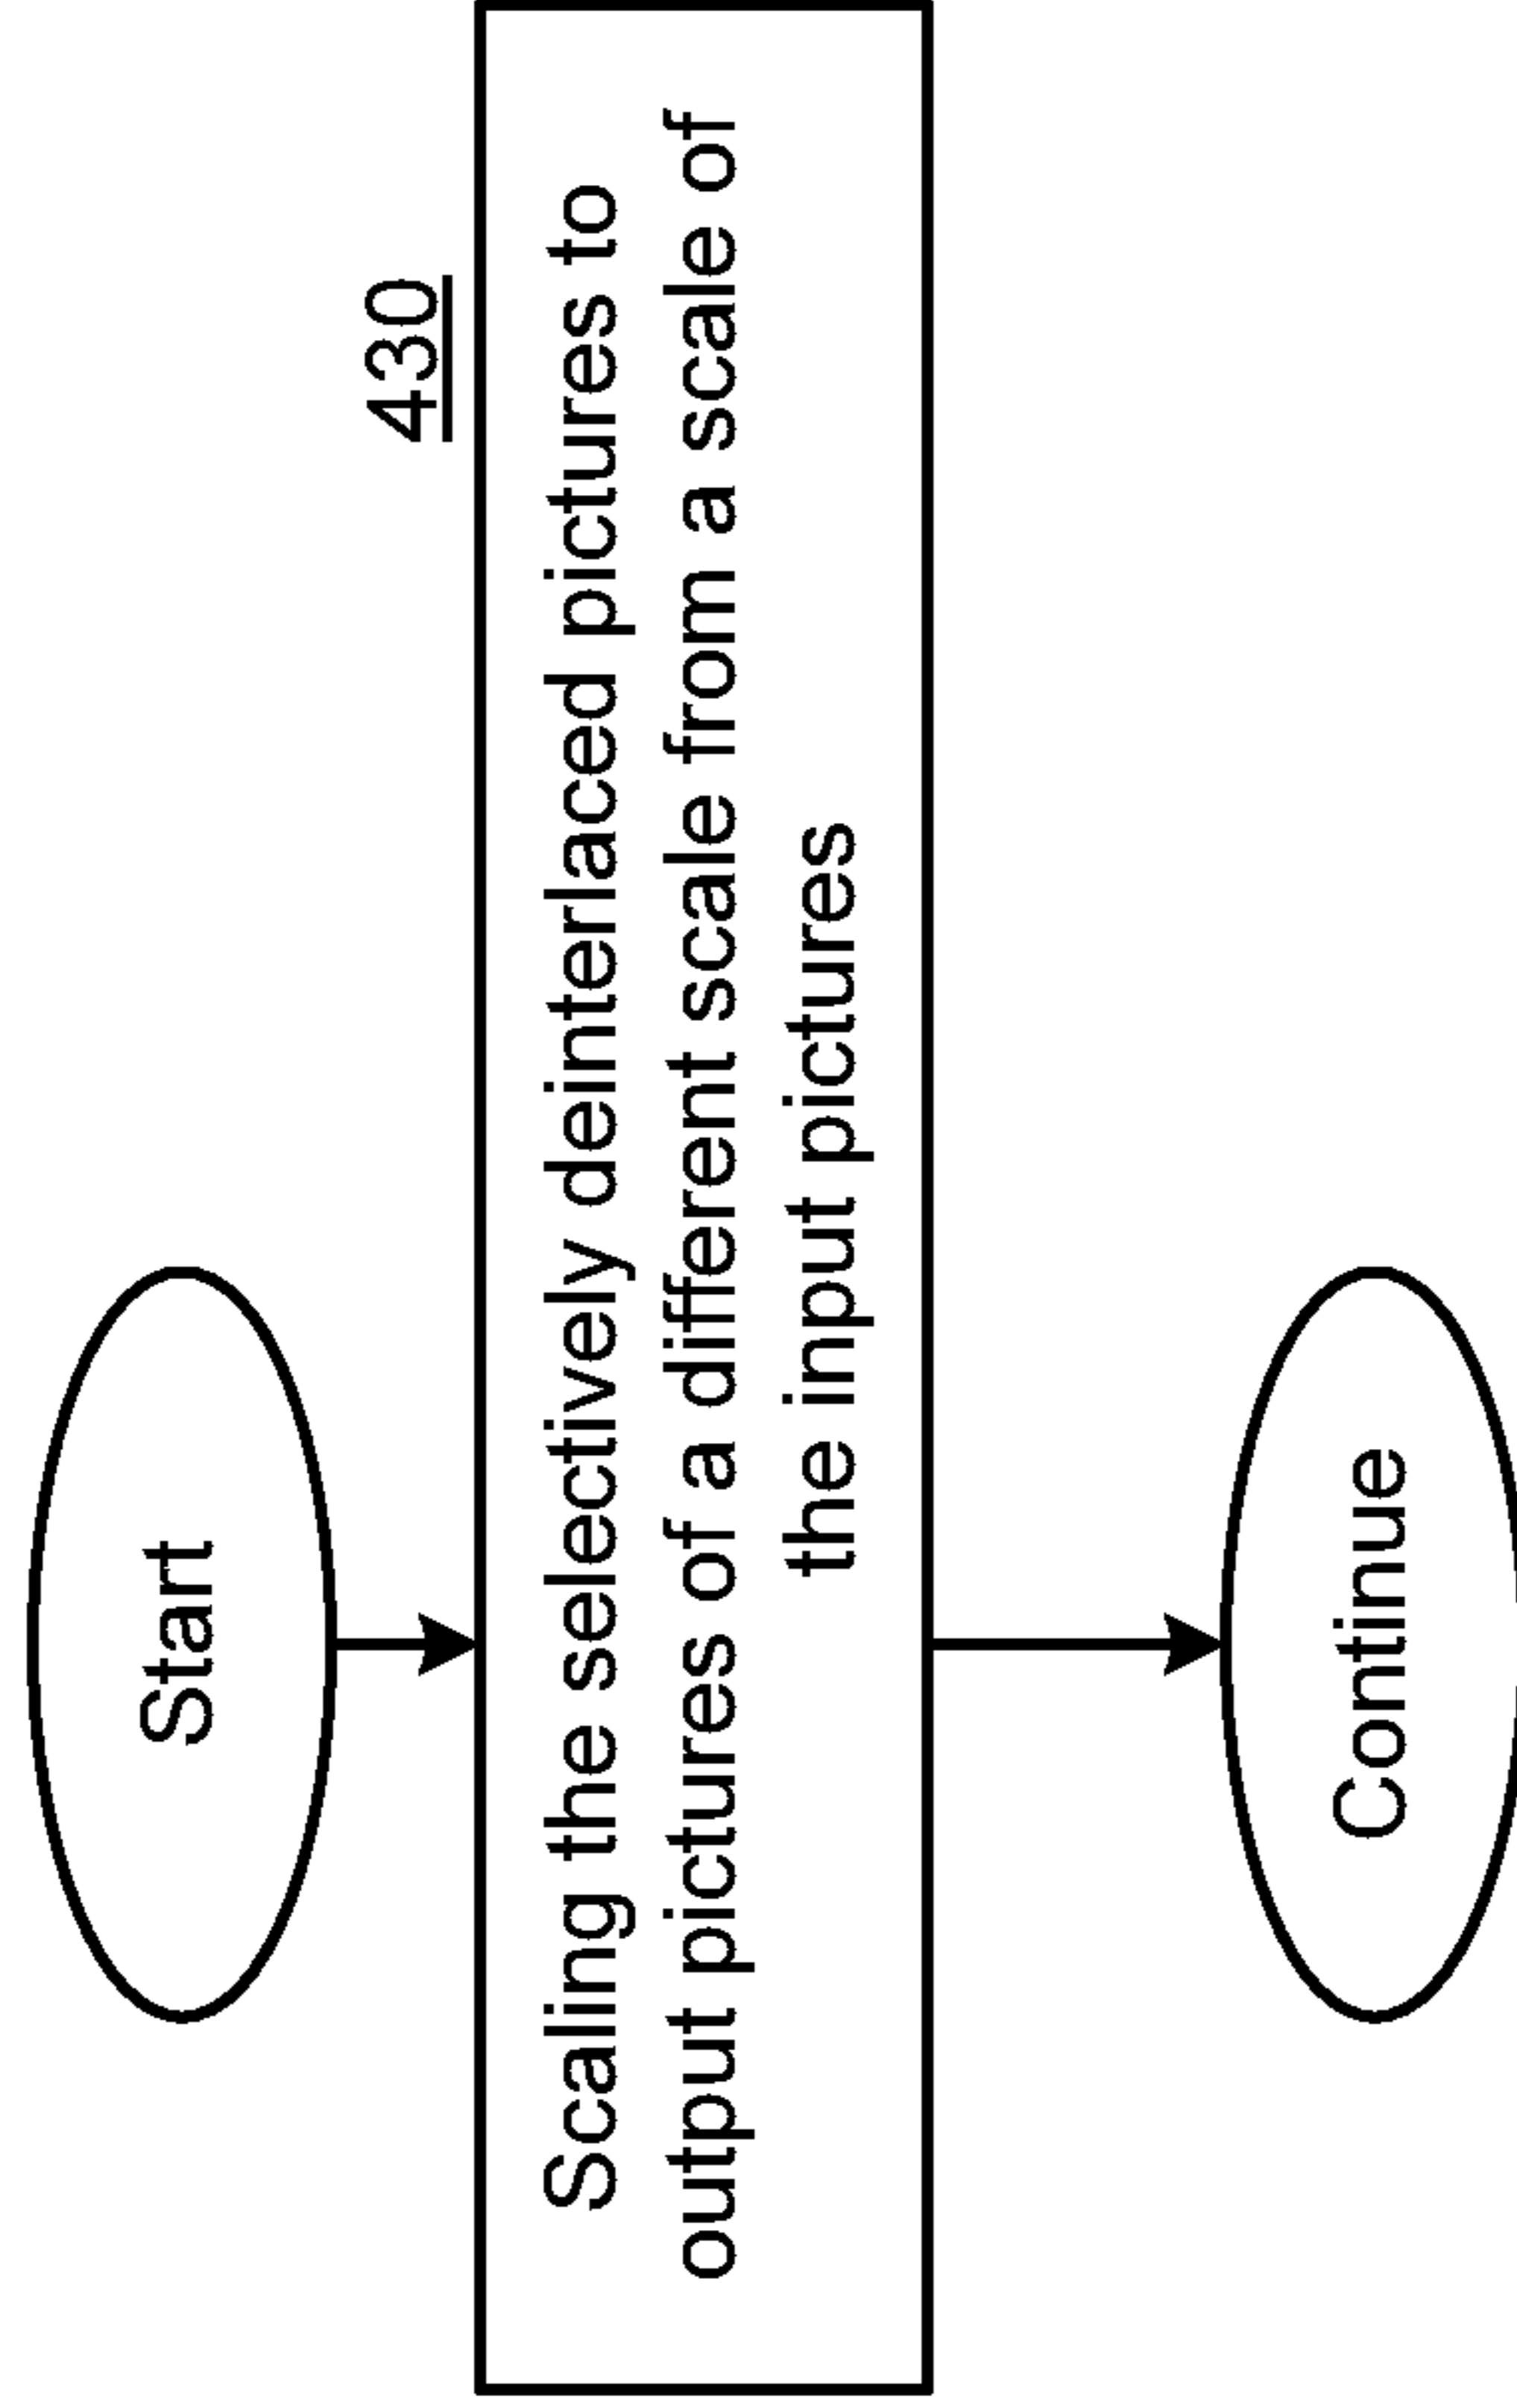 Start
430
Scaling the selectively deinterlaced pictures to
output pictures of a different scale from a scale of
the input pictures
Continue